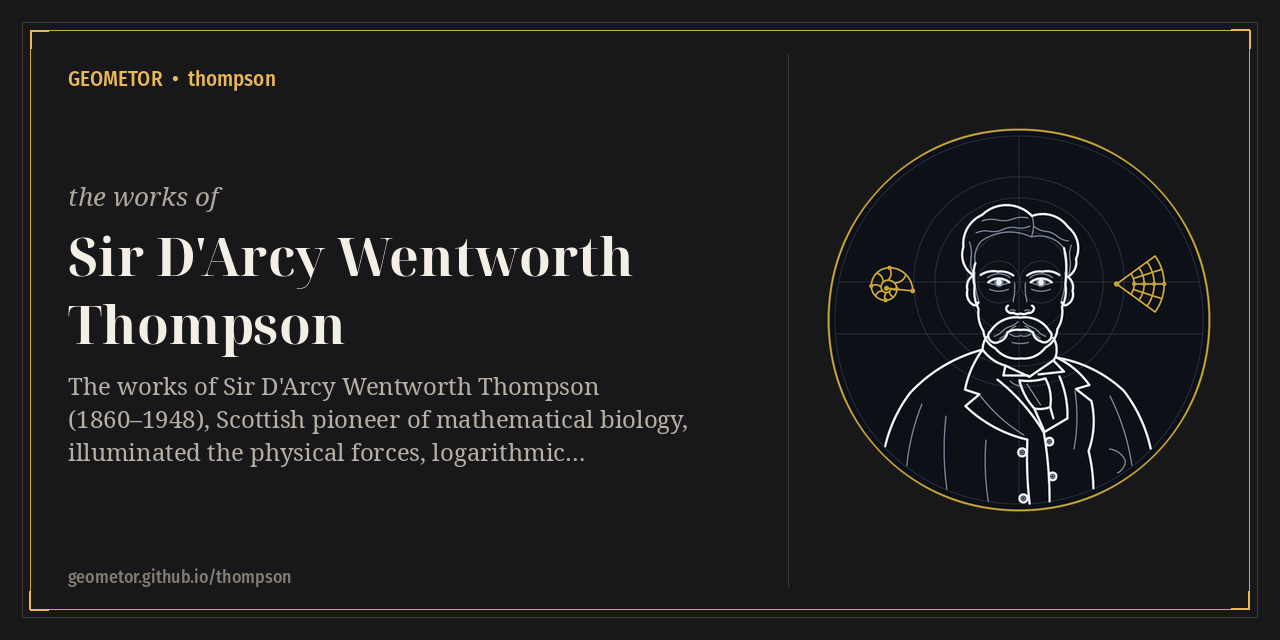 GEOMETOR • thompson
the works of
Sir D'Arcy Wentworth
Thompson
The works of Sir D'Arcy Wentworth Thompson
(1860–1948), Scottish pioneer of mathematical biology,
illuminated the physical forces, logarithmic...
geometor.github.io/thompson